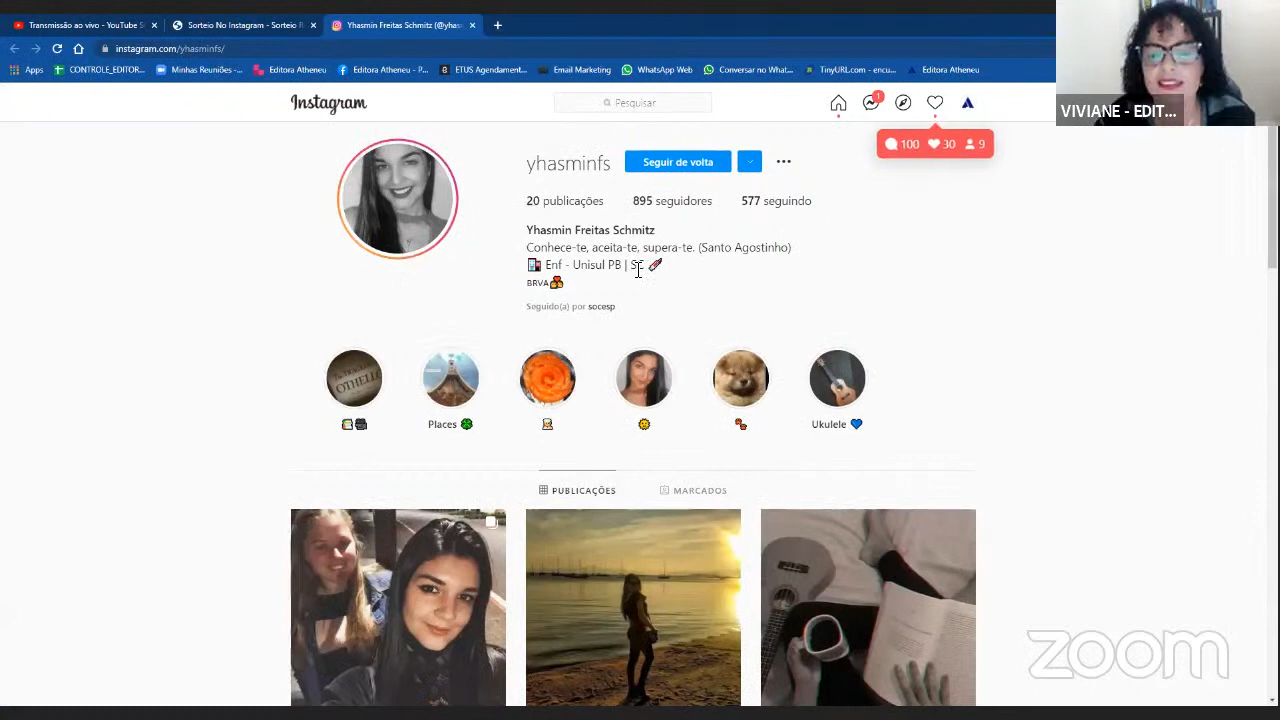 Transmissão ao vivo - YouTube S
Sorteio No Instagram - Sorteio R
Yhasmin Freitas Schmitz (@yhas
instagram.com/yhasminfs/
Apps
CONTROLE_EDITOR...
Minhas Reuniões -...
Editora Atheneu
Editora Atheneu - P...
ETUS Agendament...
Email Marketing
WhatsApp Web
Conversar no What...
TinyURL.com - encu...
Editora Atheneu
VIVIANE - EDIT...
Instagram
Pesquisar
1
100 30 9
yhasminfs
Seguir de volta
20 publicações 895 seguidores 577 seguindo
Yhasmin Freitas Schmitz
Conhece-te, aceita-te, supera-te. (Santo Agostinho)
Enf - Unisul PB | SC
BRVA
Seguido(a) por socesp
OTHELLO
Places
Ukulele
PUBLICAÇÕES
MARCADOS
zoom